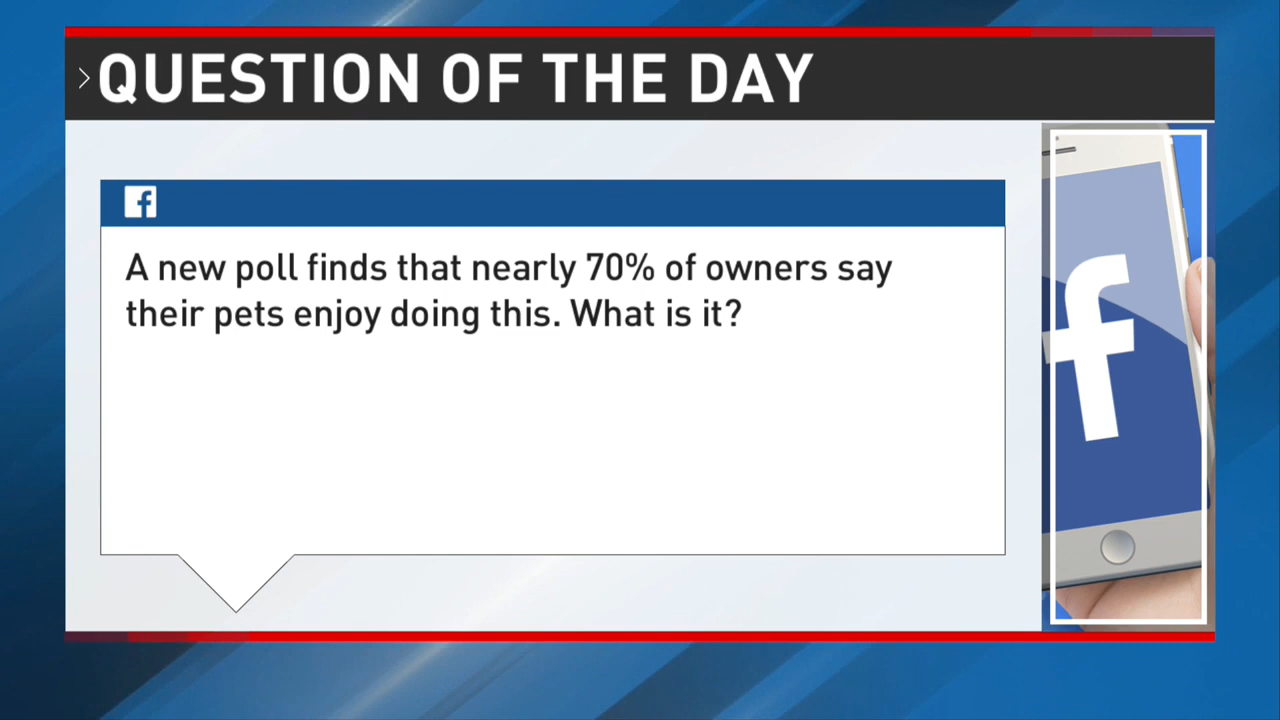 QUESTION OF THE DAY
f
A new poll finds that nearly 70% of owners say
their pets enjoy doing this. What is it?
f